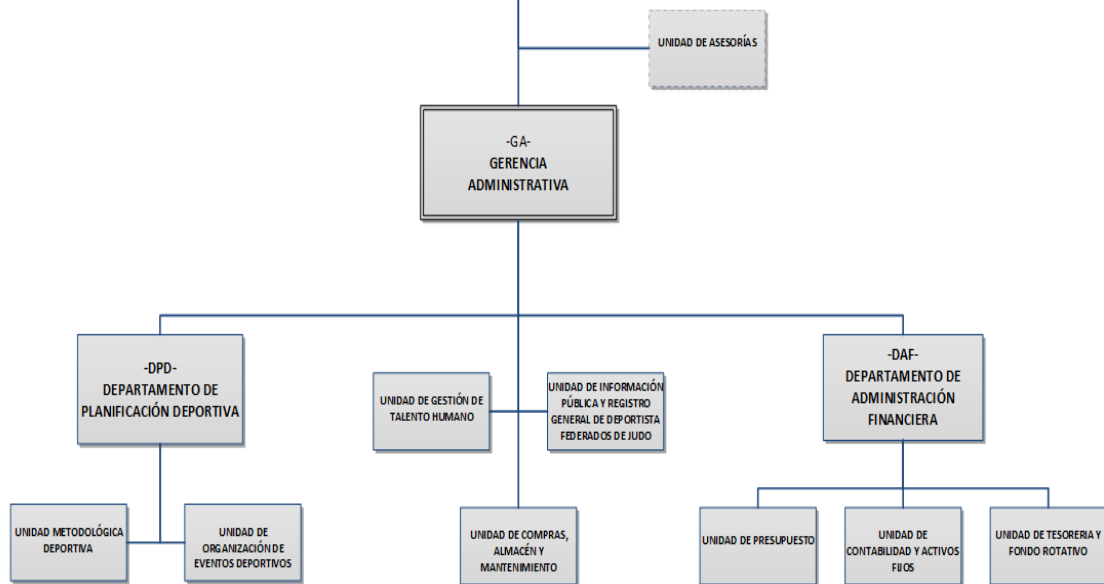 UNIDAD DE ASESORÍAS
-GA-
GERENCIA
ADMINISTRATIVA
-DPD-
DEPARTAMENTO DE
PLANIFICACIÓN DEPORTIVA
UNIDAD DE GESTIÓN DE
TALENTO HUMANO
UNIDAD DE INFORMACIÓN
PÚBLICA Y REGISTRO
GENERAL DE DEPORTISTA
FEDERADOS DE JUDO
-DAF-
DEPARTAMENTO DE
ADMINISTRACIÓN
FINANCIERA
UNIDAD METODOLÓGICA
DEPORTIVA
UNIDAD DE
ORGANIZACIÓN DE
EVENTOS DEPORTIVOS
UNIDAD DE COMPRAS,
ALMACÉN Y
MANTENIMIENTO
UNIDAD DE PRESUPUESTO
UNIDAD DE
CONTABILIDAD Y ACTIVOS
FIJOS
UNIDAD DE TESORERIA Y
FONDO ROTATIVO